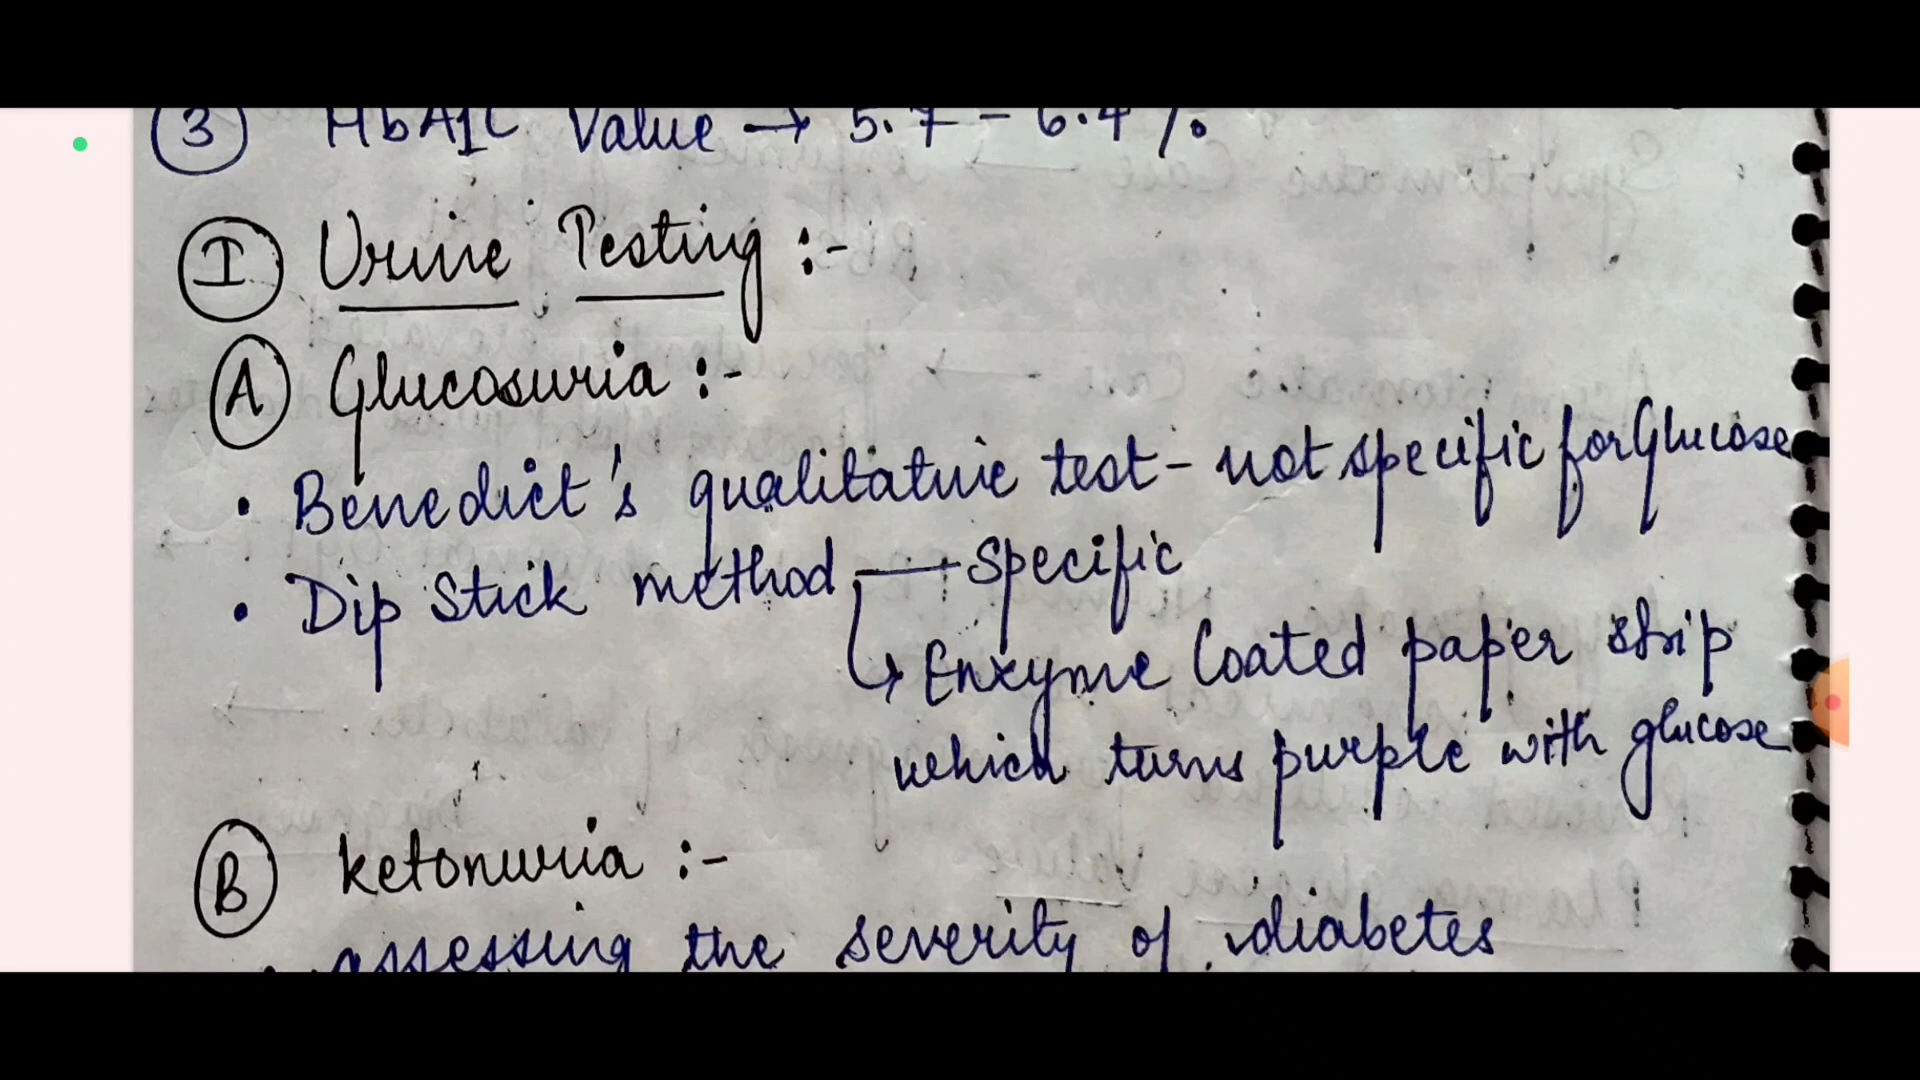 3 HbA1C Value → 5.7 - 6.4 %
I Urine Testing :-
A Glucosuria :-
• Benedict's qualitative test - not specific for Glucose
• Dip Stick method — Specific
↳ Enzyme Coated paper strip
which turns purple with glucose
B ketonuria :-
• assessing the severity of diabetes